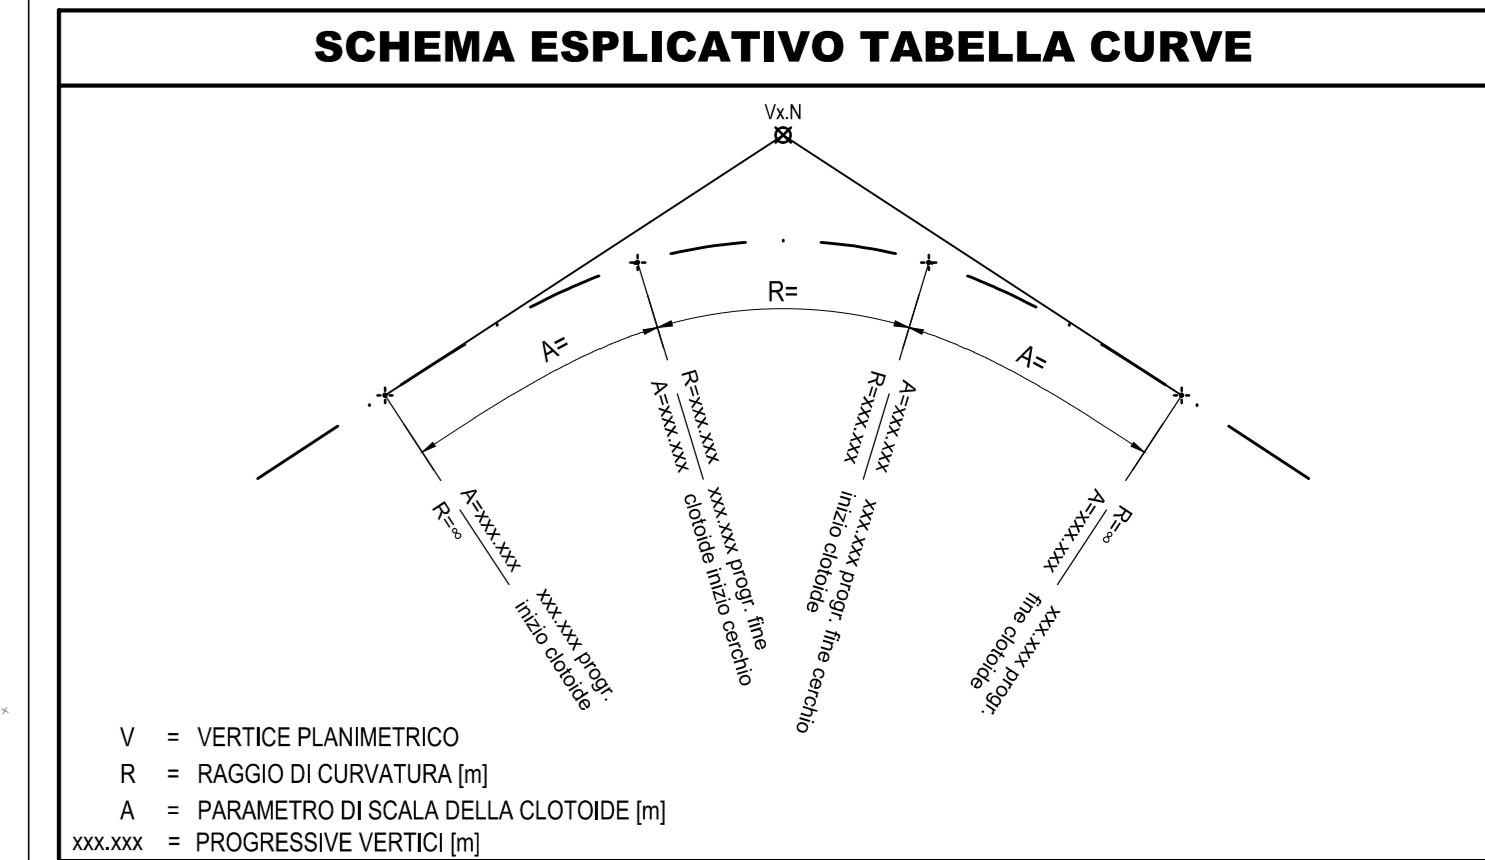 SCHEMA ESPLICATIVO TABELLA CURVE
Vx.N
R=
A=
A=
A=xxx.xxx
R=∞
xxx.xxx progr.
inizio clotoide
R=xxx.xxx
A=xxx.xxx
xxx.xxx progr. fine
clotoide inizio cerchio
A=xxx.xxx
R=xxx.xxx
xxx.xxx progr. fine cerchio
inizio clotoide
R=∞
A=xxx.xxx
xxx.xxx progr.
fine clotoide
V = VERTICE PLANIMETRICO
R = RAGGIO DI CURVATURA [m]
A = PARAMETRO DI SCALA DELLA CLOTOIDE [m]
xxx.xxx = PROGRESSIVE VERTICI [m]